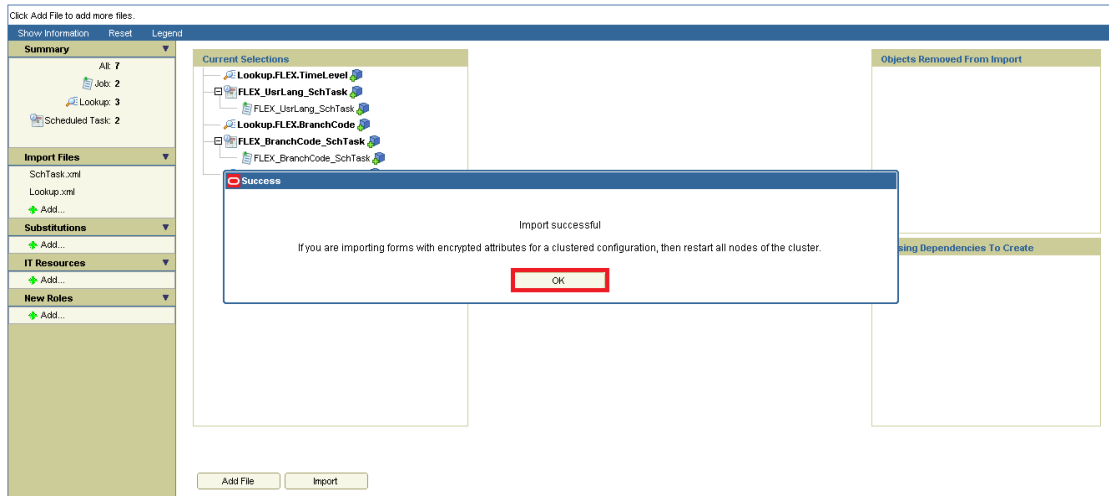 Click Add File to add more files.
Show Information Reset Legend
Summary
All: 7
Job: 2
Lookup: 3
Scheduled Task: 2
Import Files
SchTask.xml
Lookup.xml
Add...
Substitutions
Add...
IT Resources
Add...
New Roles
Add...
Current Selections
Lookup.FLEX.TimeLevel
FLEX_UsrLang_SchTask
FLEX_UsrLang_SchTask
Lookup.FLEX.BranchCode
FLEX_BranchCode_SchTask
FLEX_BranchCode_SchTask
Success
Import successful
If you are importing forms with encrypted attributes for a clustered configuration, then restart all nodes of the cluster.
OK
Objects Removed From Import
sing Dependencies To Create
Add File Import